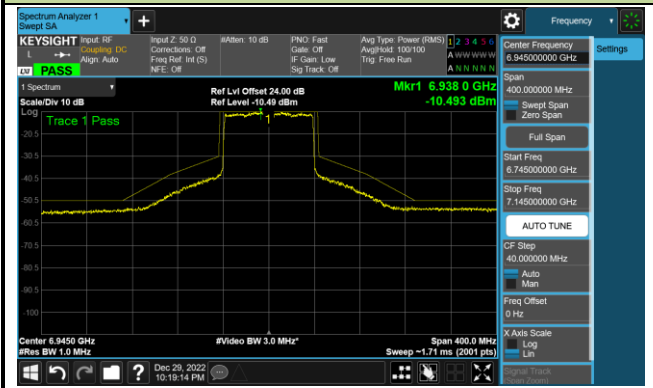 Spectrum Analyzer 1
Swept SA
+
Frequency
KEYSIGHT
L
LXI
PASS
Input: RF
Coupling: DC
Align: Auto
Input Z: 50 Ω
Corrections: Off
Freq Ref: Int (S)
NFE: Off
#Atten: 10 dB
PNO: Fast
Gate: Off
IF Gain: Low
Sig Track: Off
Avg Type: Power (RMS)
Avg|Hold: 100/100
Trig: Free Run
1 2 3 4 5 6
A W W W W W
A N N N N N
1 Spectrum
Scale/Div 10 dB
Ref Lvl Offset 24.00 dB
Ref Level -10.49 dBm
Mkr1 6.938 0 GHz
-10.493 dBm
Log
Trace 1 Pass
1
-20.5
-30.5
-40.5
-50.5
-60.5
-70.5
-80.5
-90.5
-100
Center 6.9450 GHz
#Res BW 1.0 MHz
#Video BW 3.0 MHz*
Span 400.0 MHz
Sweep ~1.71 ms (2001 pts)
?
Dec 29, 2022
10:19:14 PM
Center Frequency
6.945000000 GHz
Settings
Span
400.000000 MHz
Swept Span
Zero Span
Full Span
Start Freq
6.745000000 GHz
Stop Freq
7.145000000 GHz
AUTO TUNE
CF Step
40.000000 MHz
Auto
Man
Freq Offset
0 Hz
X Axis Scale
Log
Lin
Signal Track
(Span Zoom)